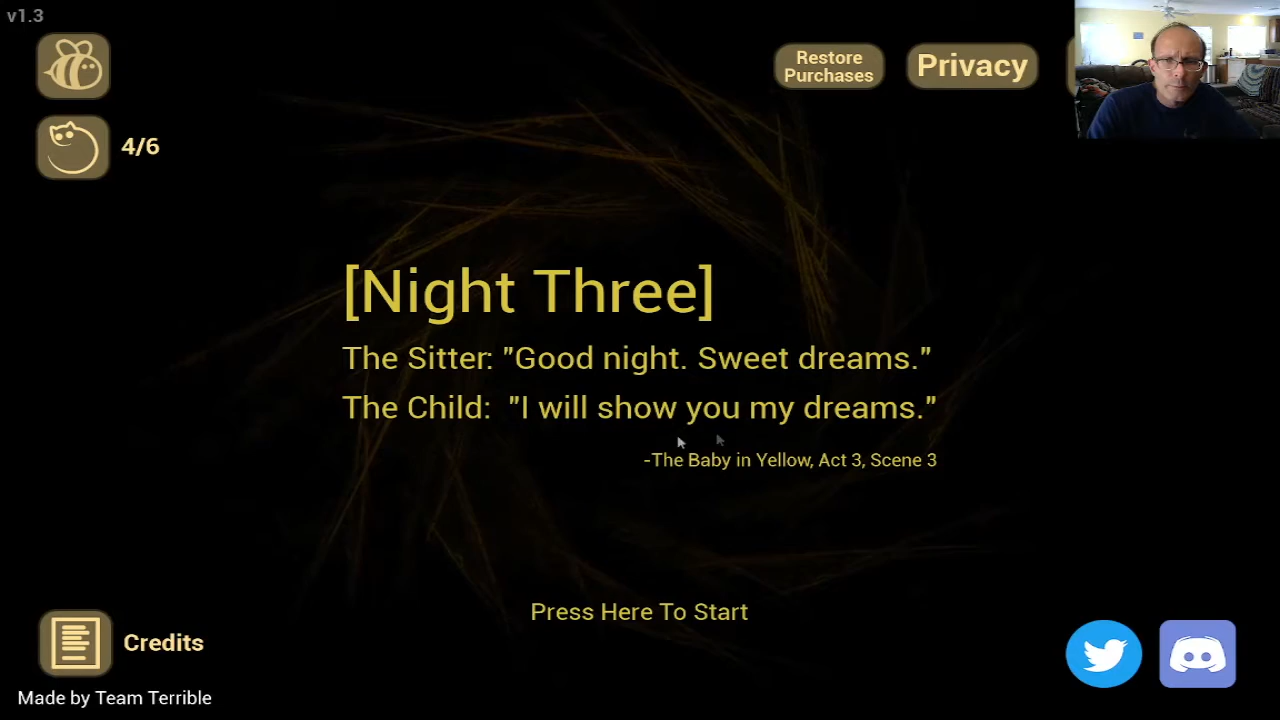 v1.3
Restore
Purchases
Privacy
4/6
[Night Three]
The Sitter: "Good night. Sweet dreams."
The Child: "I will show you my dreams."
-The Baby in Yellow, Act 3, Scene 3
Press Here To Start
Credits
Made by Team Terrible